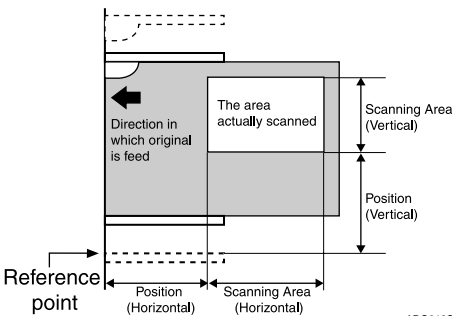 The area
actually scanned
Direction in
which original
is feed
Scanning Area
(Vertical)
Position
(Vertical)
Reference
point
Position
(Horizontal)
Scanning Area
(Horizontal)